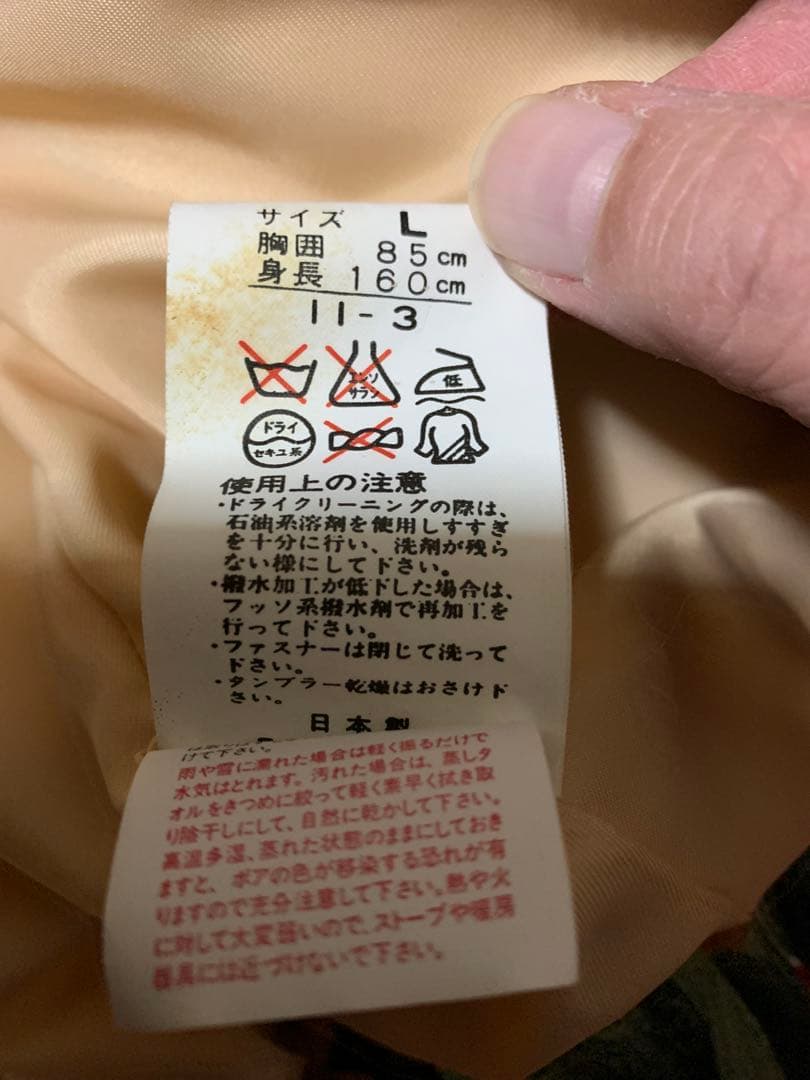 サイズ L
胸囲 85cm
身長 160cm
11-3
エンソ
サラシ
低
ドライ
セキユ系
使用上の注意
・ドライクリーニングの際は、
石油系溶剤を使用しすすぎ
を十分に行い、洗剤が残ら
ない様にして下さい。
・撥水加工が低下した場合は、
フッソ系撥水剤で再加工を
行って下さい。
・ファスナーは閉じて洗って
下さい。
・タンブラー乾燥はおさけ下
さい。
日本製
けて下さい。
雨や雪に濡れた場合は軽く振るだけで
水気はとれます。汚れた場合は、蒸しタ
オルをきつめに絞って軽く素早く拭き取
り陰干しにして、自然に乾かして下さい。
高温多湿、蒸れた状態のままにしておき
ますと、ボアの色が移染する恐れが有
りますので充分注意して下さい。熱や火
に対して大変弱いので、ストーブや暖房
器具には近づけないで下さい。